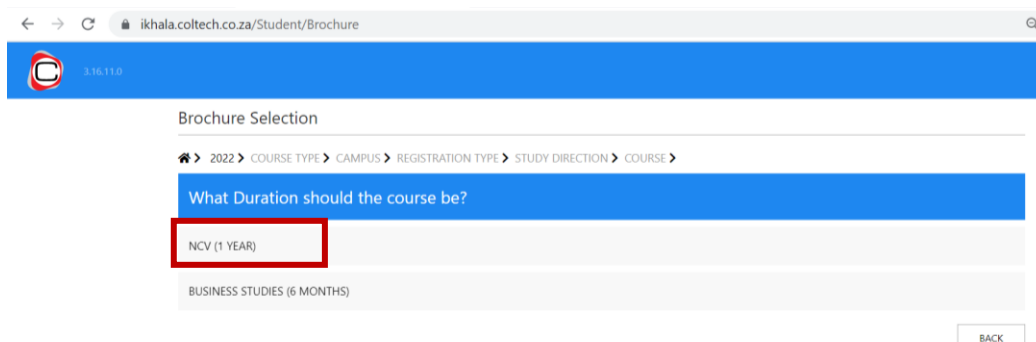 ikhala.coltech.co.za/Student/Brochure
C 3.16.11.0
Brochure Selection
2022 COURSE TYPE CAMPUS REGISTRATION TYPE STUDY DIRECTION COURSE
What Duration should the course be?
NCV (1 YEAR)
BUSINESS STUDIES (6 MONTHS)
BACK